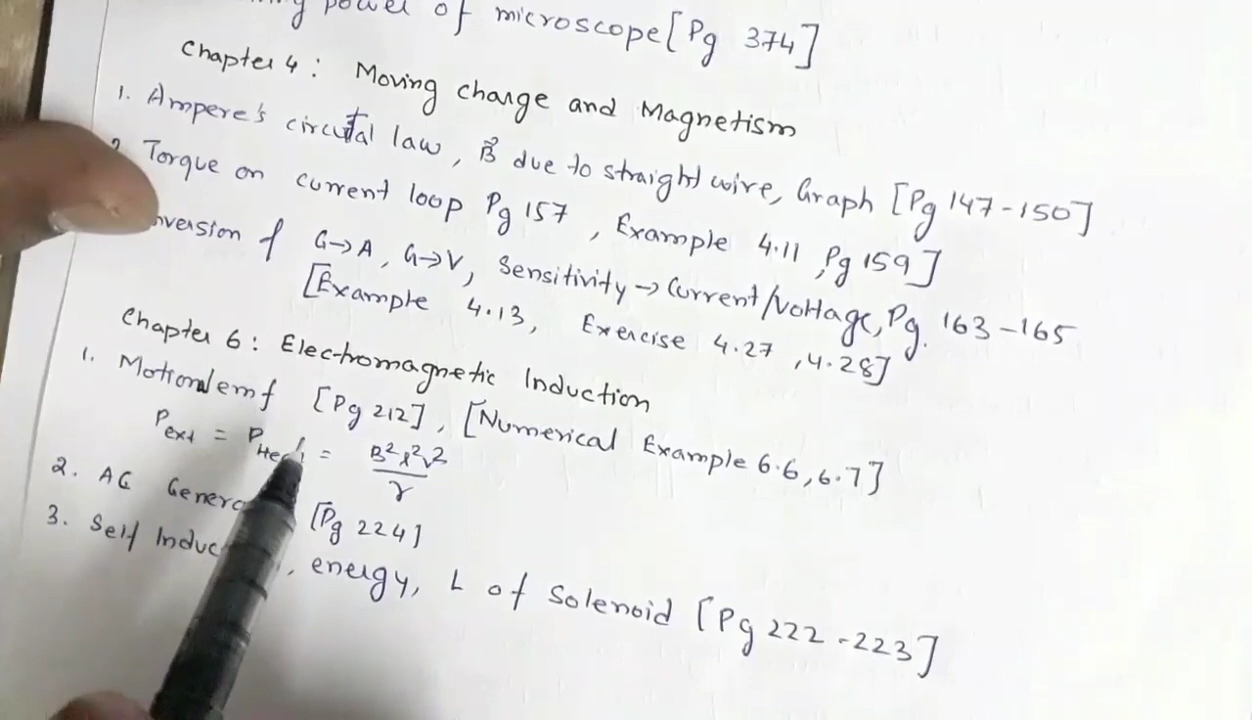 power of microscope [Pg 374]
Chapter 4 : Moving charge and Magnetism
1. Ampere's circuital law, B⃗ due to straight wire, Graph [Pg 147-150]
2. Torque on current loop Pg 157, Example 4.11, Pg 159]
of G→A, G→V, Sensitivity → Current/Voltage, Pg. 163-165
[Example 4.13, Exercise 4.27, 4.28]
Chapter 6 : Electromagnetic Induction
1. Motional emf [Pg 212], [Numerical Example 6.6, 6.7]
Pext = P = B²l²v²/r
2. AC [Pg 224]
3. Self energy, L of Solenoid [Pg 222-223]